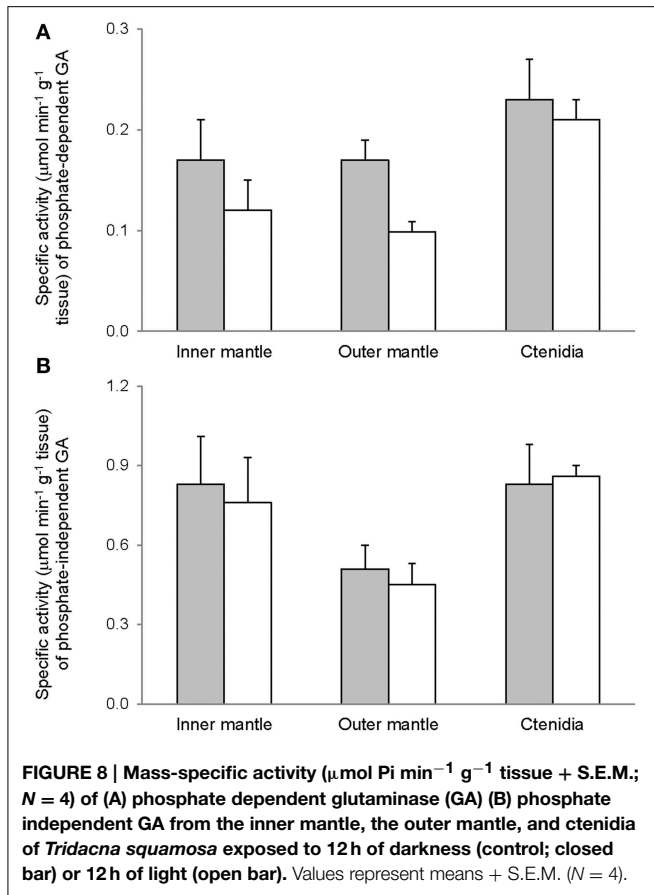 A
Specific activity (μmol min⁻¹ g⁻¹
tissue) of phosphate-dependent GA
0.3
0.2
0.1
0.0
Inner mantle Outer mantle Ctenidia
B
Specific activity (μmol min⁻¹ g⁻¹ tissue)
of phosphate-independent GA
1.2
0.9
0.6
0.3
0.0
Inner mantle Outer mantle Ctenidia
FIGURE 8 | Mass-specific activity (μmol Pi min⁻¹ g⁻¹ tissue + S.E.M.;
N = 4) of (A) phosphate dependent glutaminase (GA) (B) phosphate
independent GA from the inner mantle, the outer mantle, and ctenidia
of Tridacna squamosa exposed to 12 h of darkness (control; closed
bar) or 12 h of light (open bar). Values represent means + S.E.M. (N = 4).